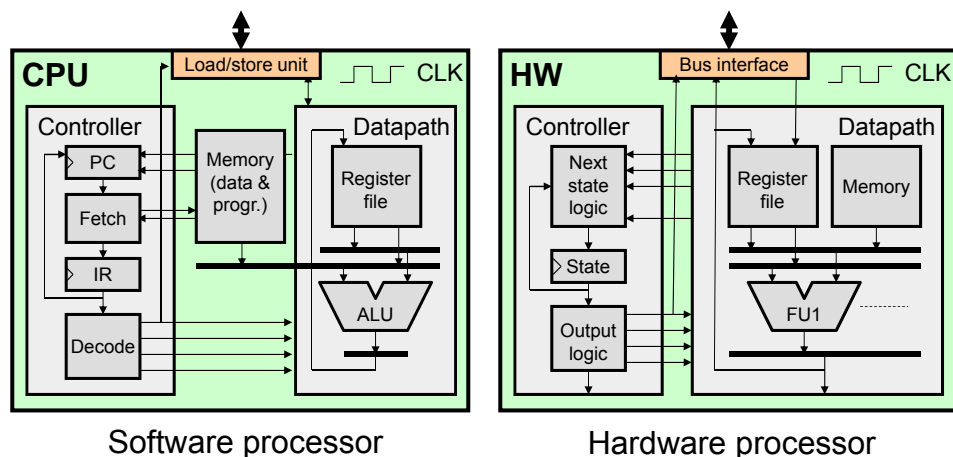 CPU
Load/store unit
CLK
Controller
Datapath
PC
Memory
(data &
progr.)
Register
file
Fetch
IR
ALU
Decode
Software processor
HW
Bus interface
CLK
Controller
Datapath
Next
state
logic
Register
file
Memory
State
FU1
Output
logic
Hardware processor